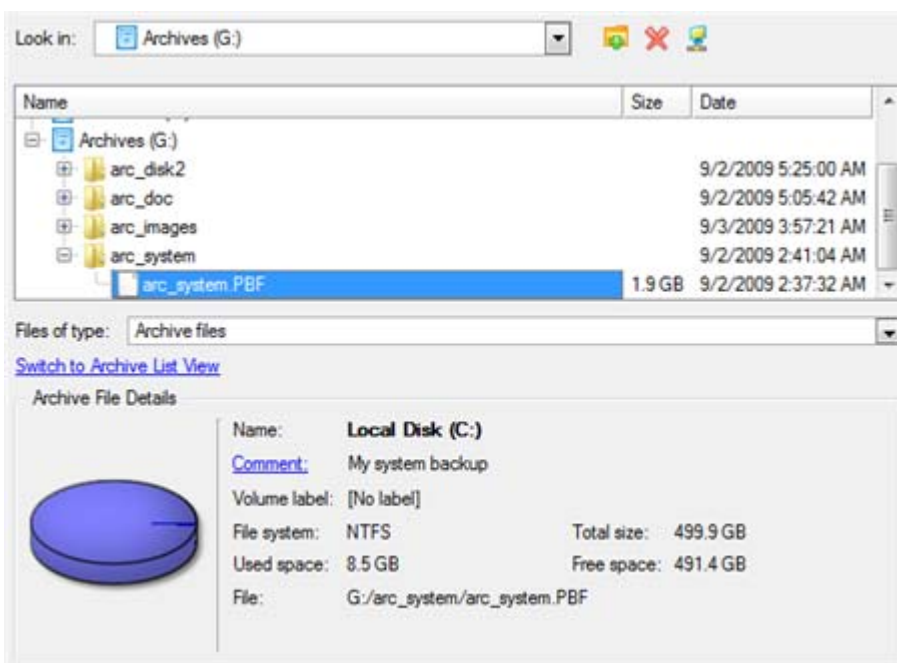 Look in: Archives (G:)
Name Size Date
Archives (G:)
arc_disk2 9/2/2009 5:25:00 AM
arc_doc 9/2/2009 5:05:42 AM
arc_images 9/3/2009 3:57:21 AM
arc_system 9/2/2009 2:41:04 AM
arc_system.PBF 1.9 GB 9/2/2009 2:37:32 AM
Files of type: Archive files
Switch to Archive List View
Archive File Details
Name: Local Disk (C:)
Comment: My system backup
Volume label: [No label]
File system: NTFS Total size: 499.9 GB
Used space: 8.5 GB Free space: 491.4 GB
File: G:/arc_system/arc_system.PBF